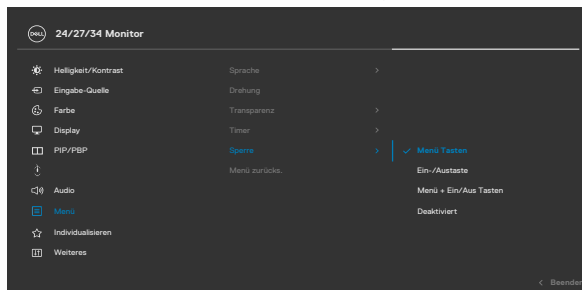 DELL
24/27/34 Monitor
Helligkeit/Kontrast
Sprache
Eingabe-Quelle
Drehung
Farbe
Transparenz
Display
Timer
PIP/PBP
Sperre
Menü Tasten
Menü zurücks.
Ein-/Austaste
Audio
Menü + Ein/Aus Tasten
Menü
Deaktiviert
Individualisieren
Weiteres
Beenden